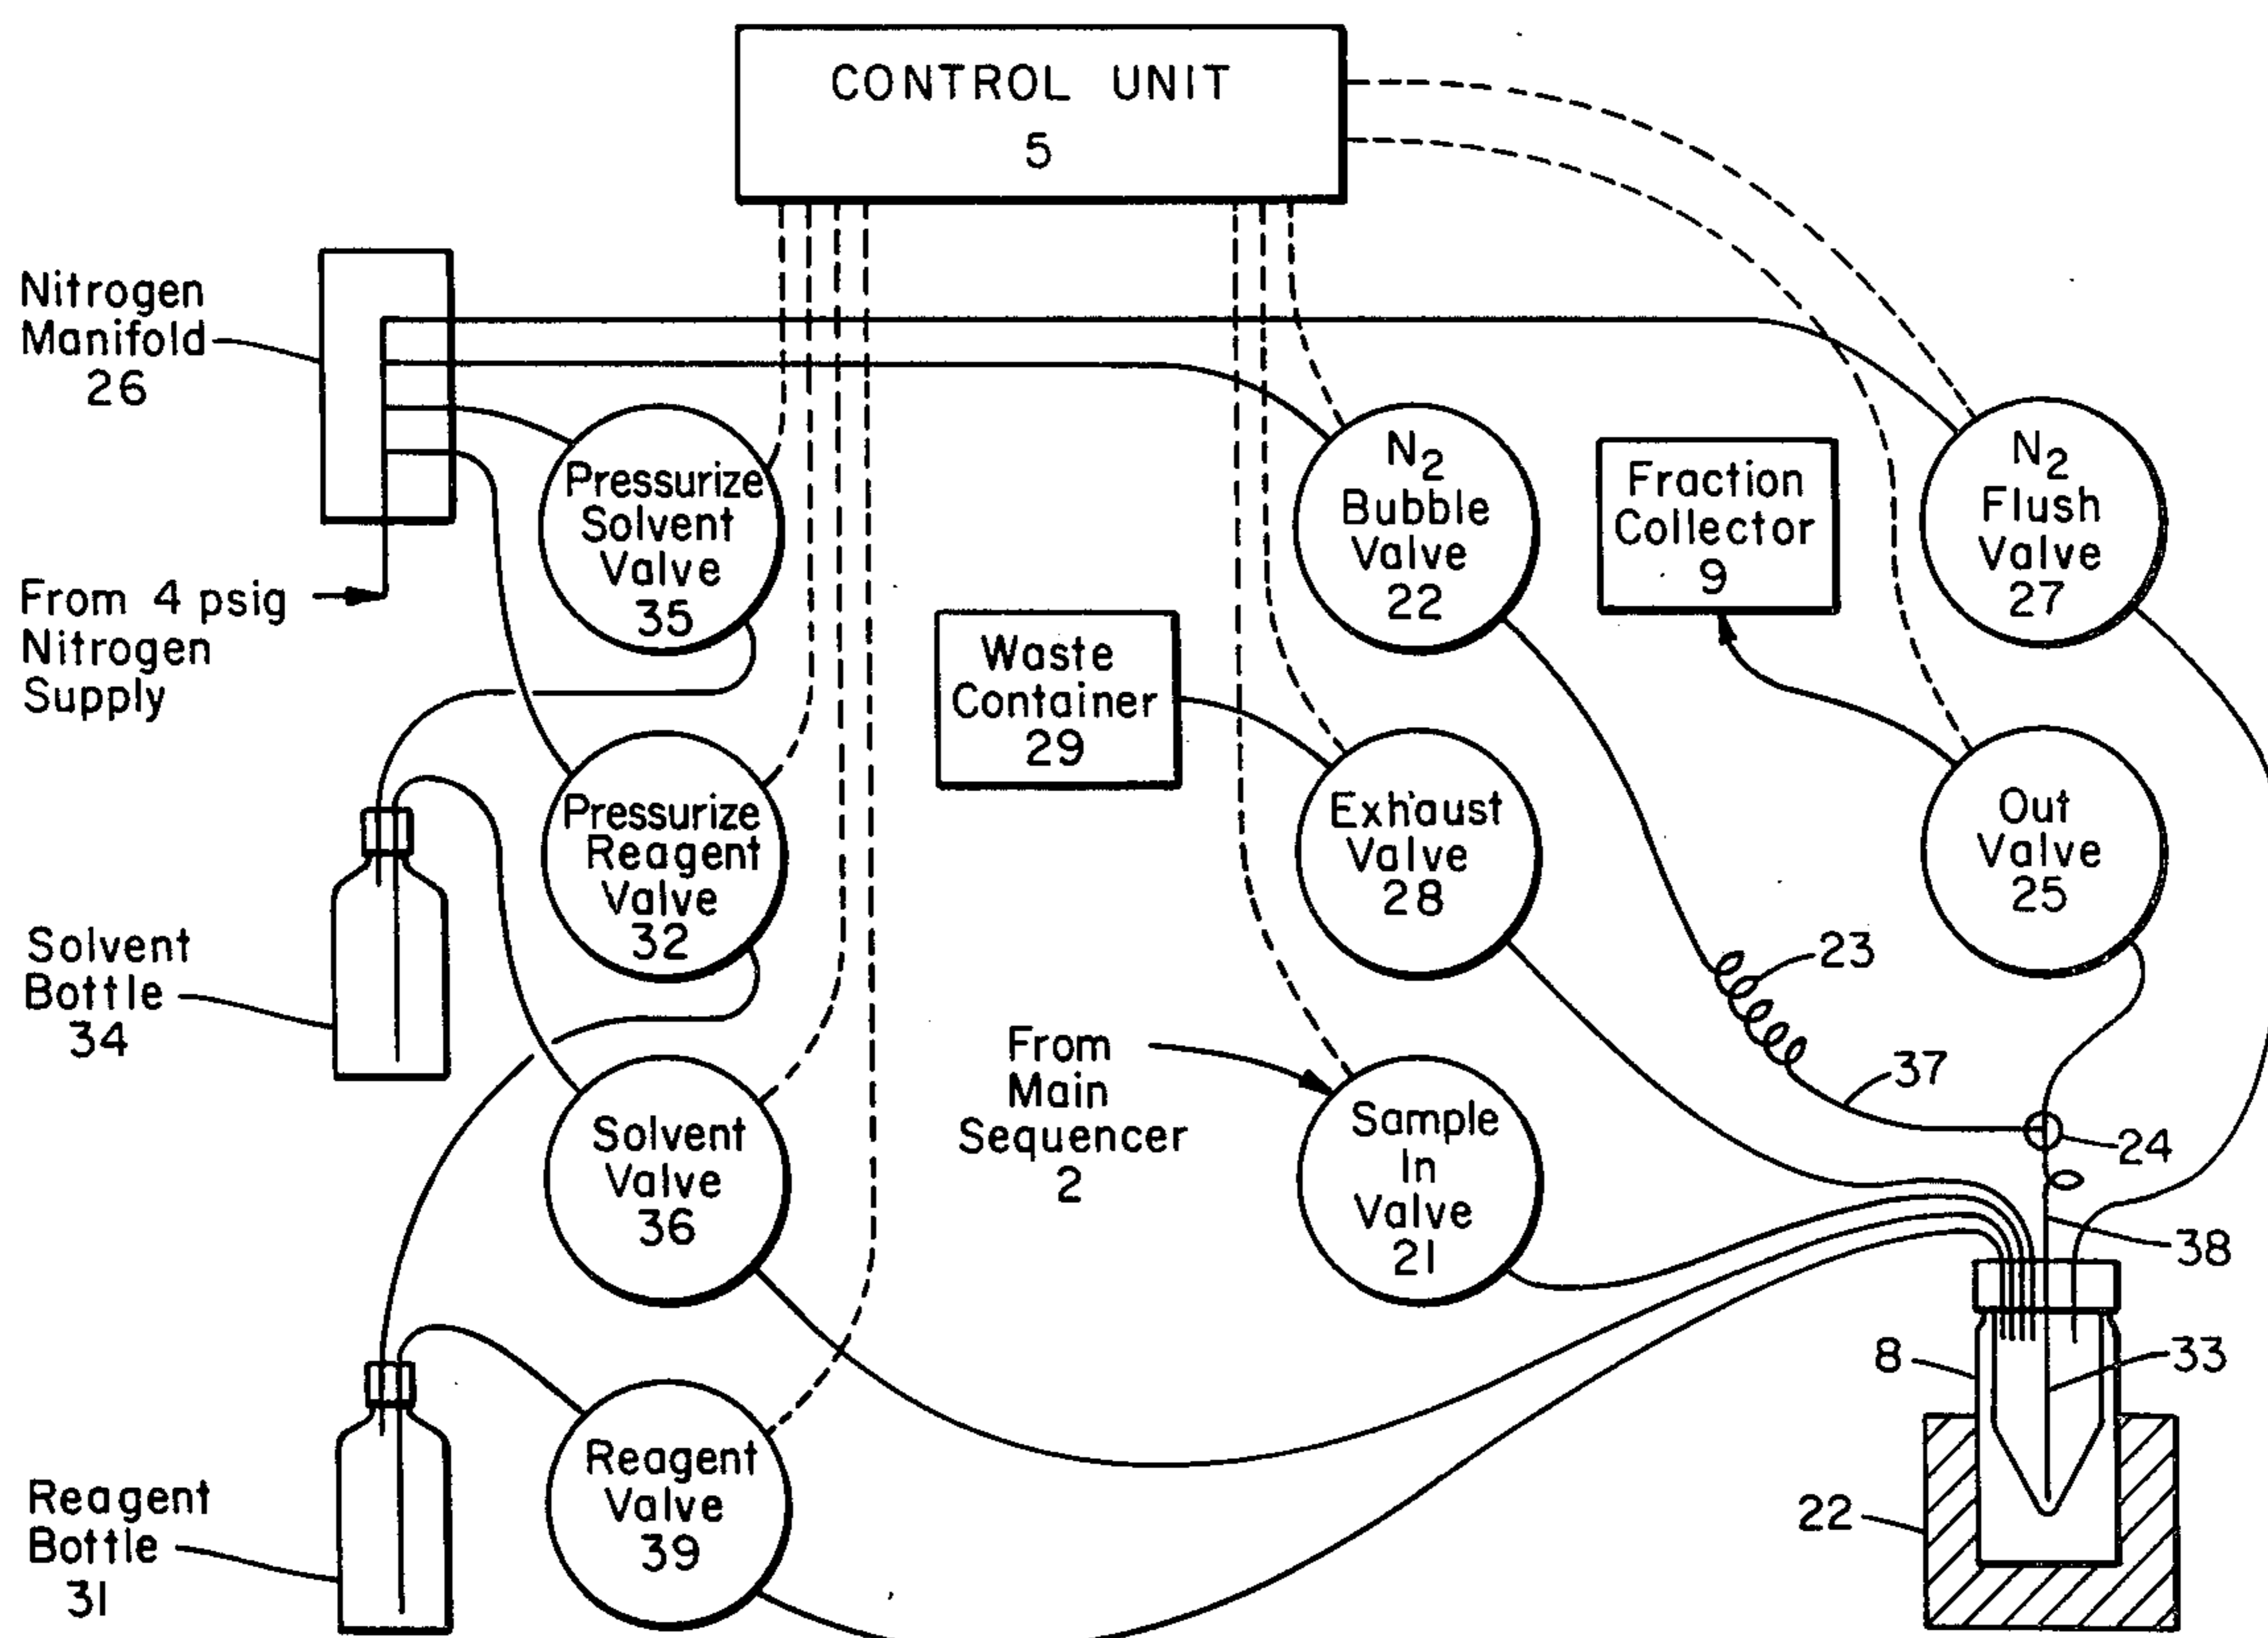 CONTROL UNIT
5
Nitrogen
Manifold
26
From 4 psig
Nitrogen
Supply
Pressurize
Solvent
Valve
35
N2
Bubble
Valve
22
Fraction
Collector
9
N2
Flush
Valve
27
Waste
Container
29
Pressurize
Reagent
Valve
32
Exhaust
Valve
28
Out
Valve
25
Solvent
Bottle
34
23
37
From
Main
Sequencer
2
Solvent
Valve
36
Sample
In
Valve
21
24
38
8
33
Reagent
Bottle
31
Reagent
Valve
39
22